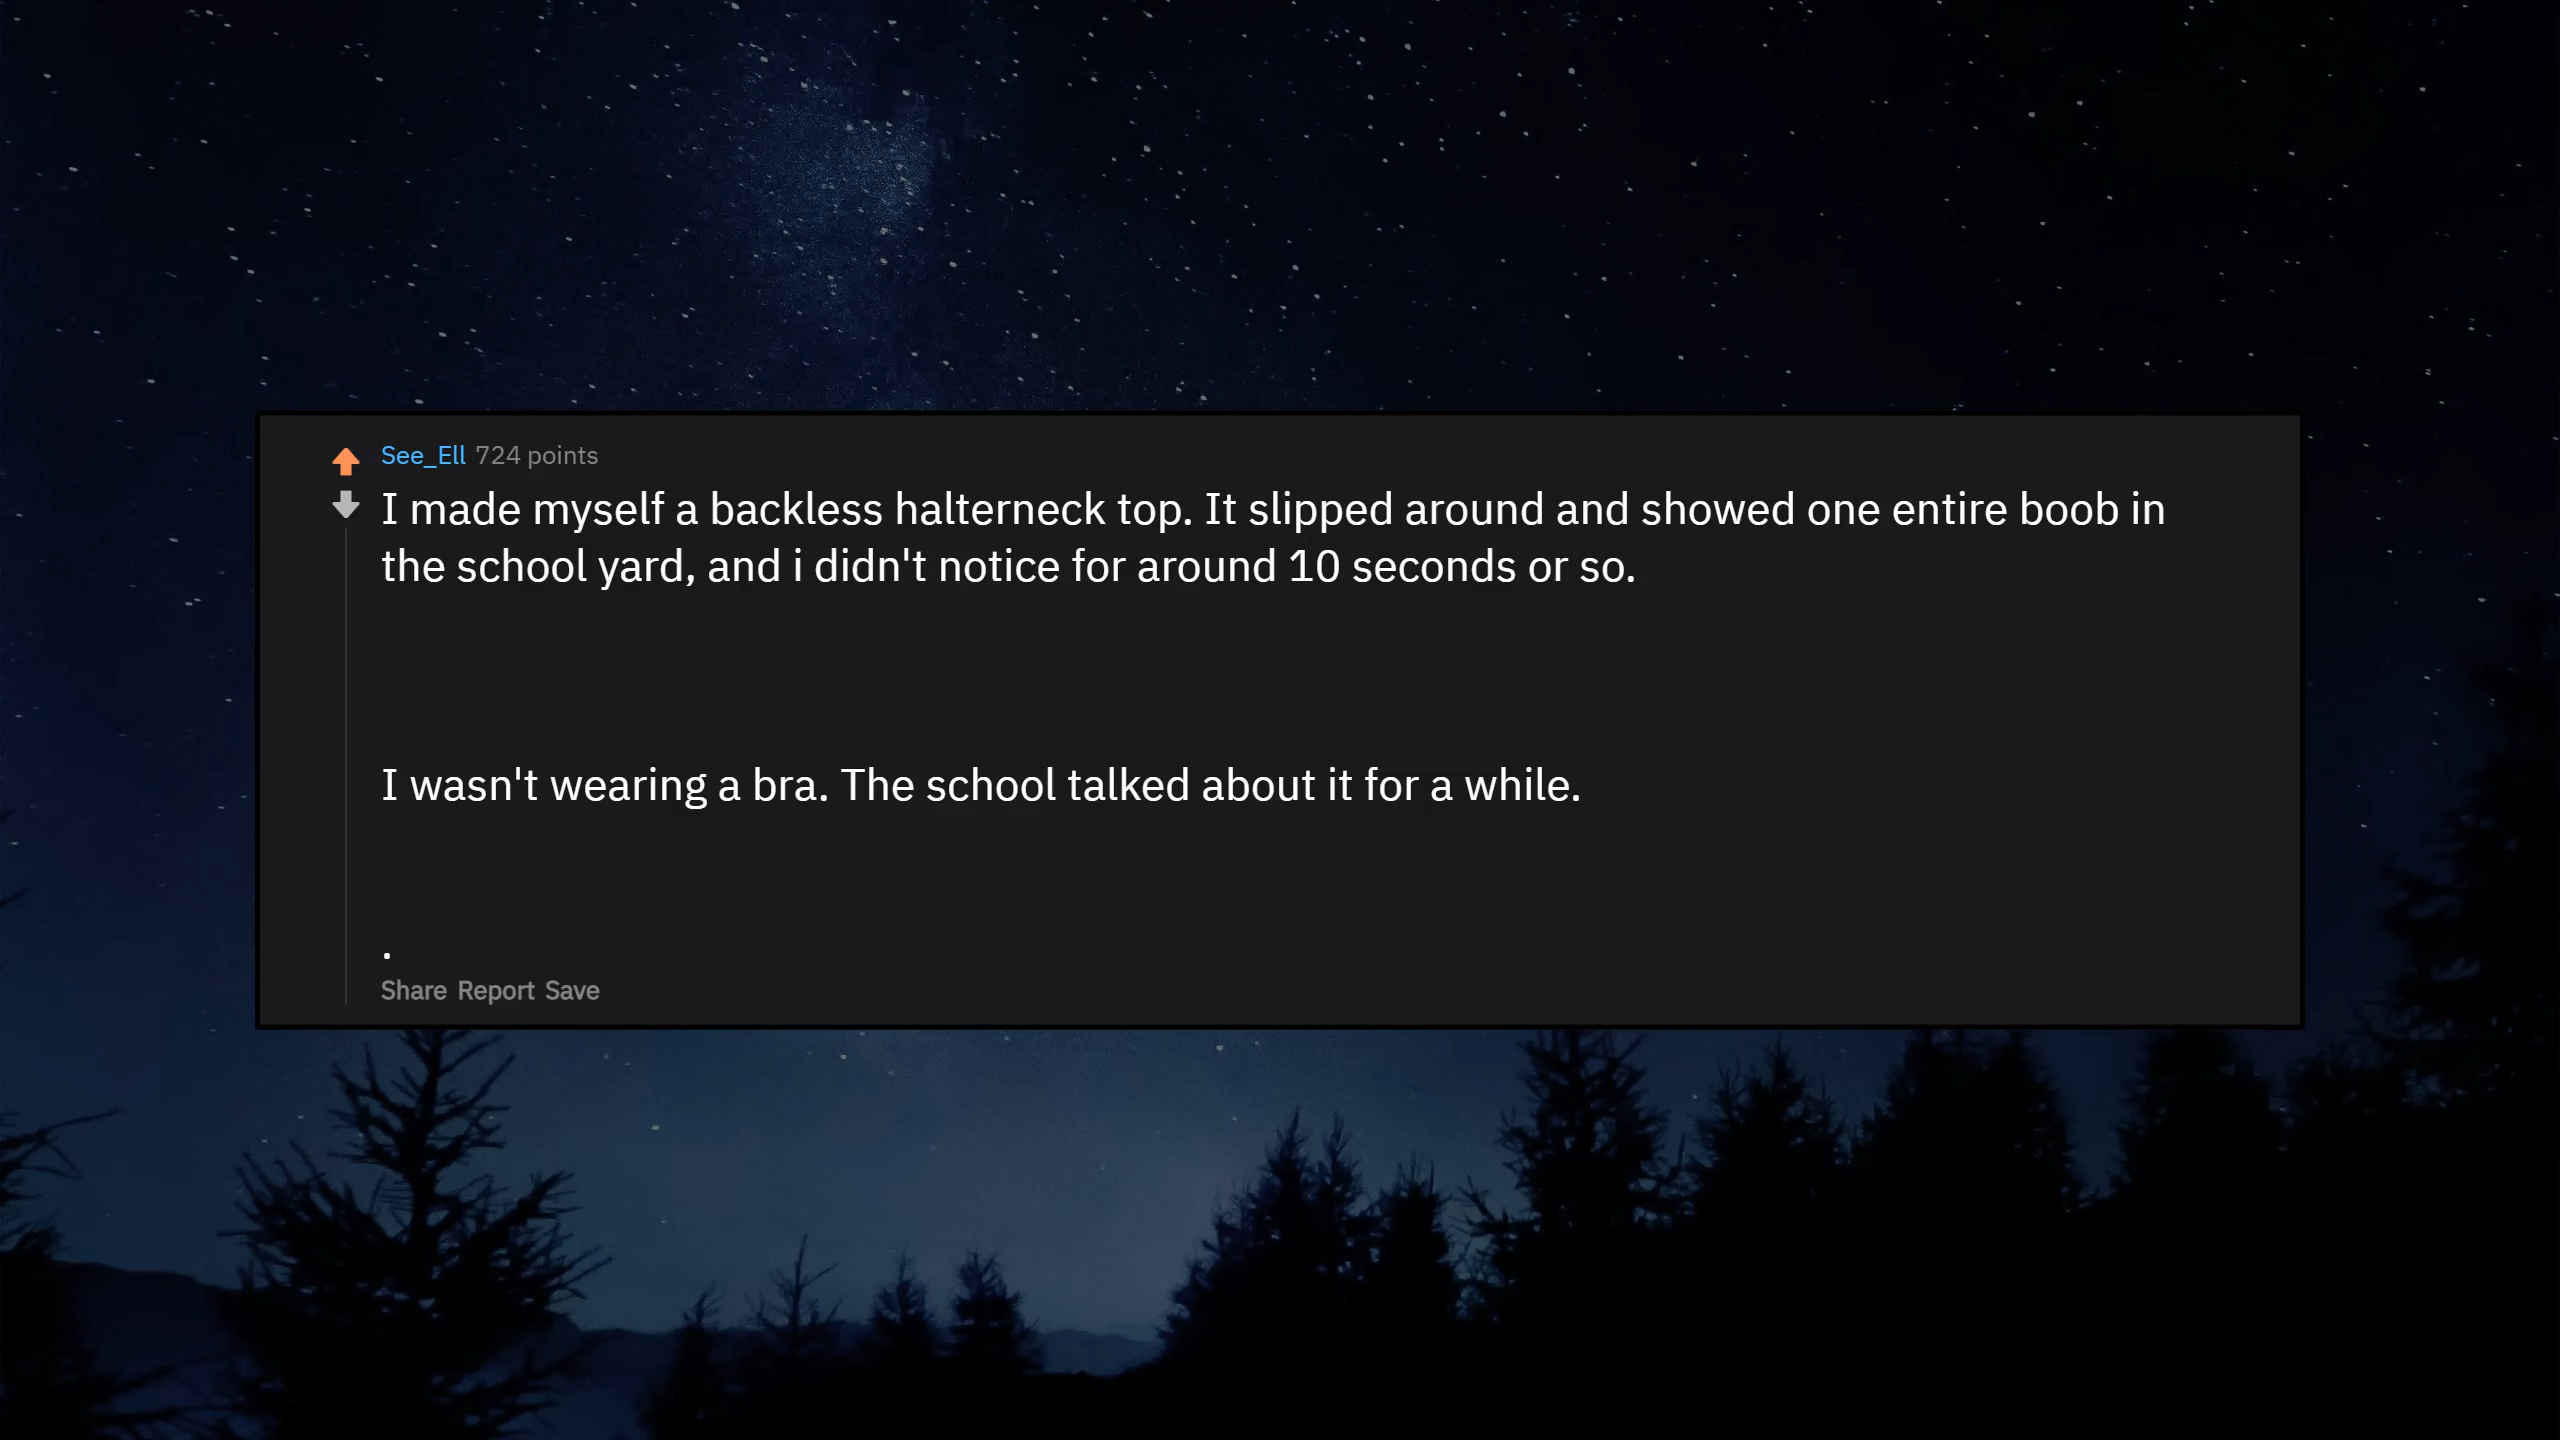 See_Ell 724 points
I made myself a backless halterneck top. It slipped around and showed one entire boob in
the school yard, and i didn't notice for around 10 seconds or so.
I wasn't wearing a bra. The school talked about it for a while.
.
Share Report Save